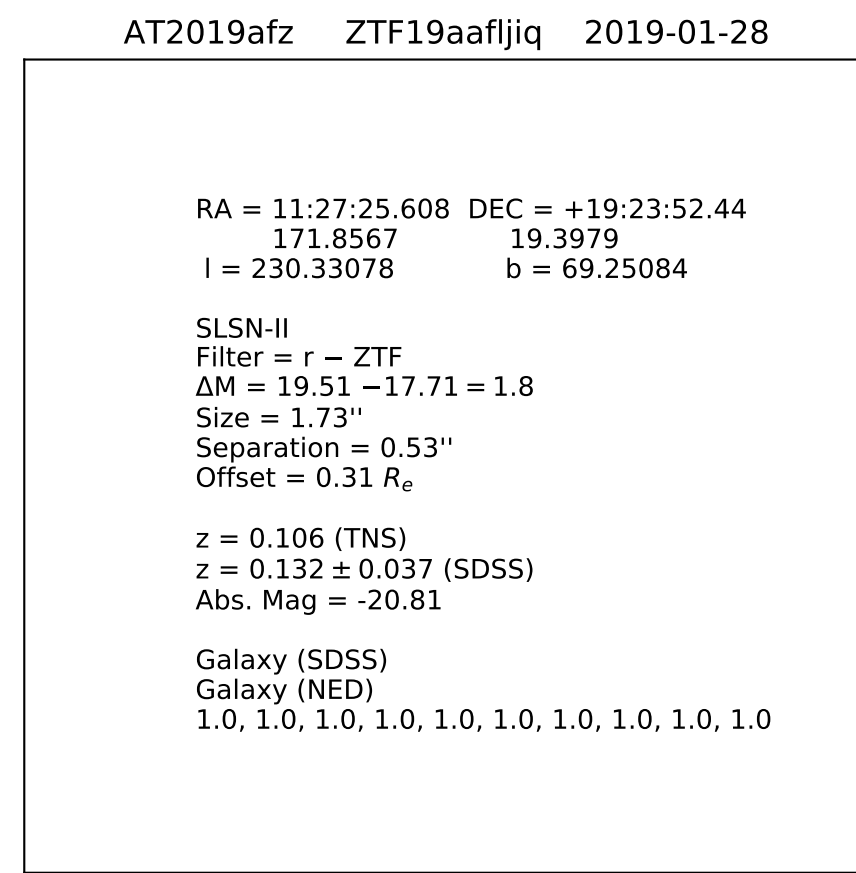 AT2019afz ZTF19aafljiq 2019-01-28
RA = 11:27:25.608 DEC = +19:23:52.44
171.8567 19.3979
l = 230.33078 b = 69.25084
SLSN-II
Filter = r − ZTF
ΔM = 19.51 −17.71 = 1.8
Size = 1.73''
Separation = 0.53''
Offset = 0.31 Re
z = 0.106 (TNS)
z = 0.132 ± 0.037 (SDSS)
Abs. Mag = -20.81
Galaxy (SDSS)
Galaxy (NED)
1.0, 1.0, 1.0, 1.0, 1.0, 1.0, 1.0, 1.0, 1.0, 1.0